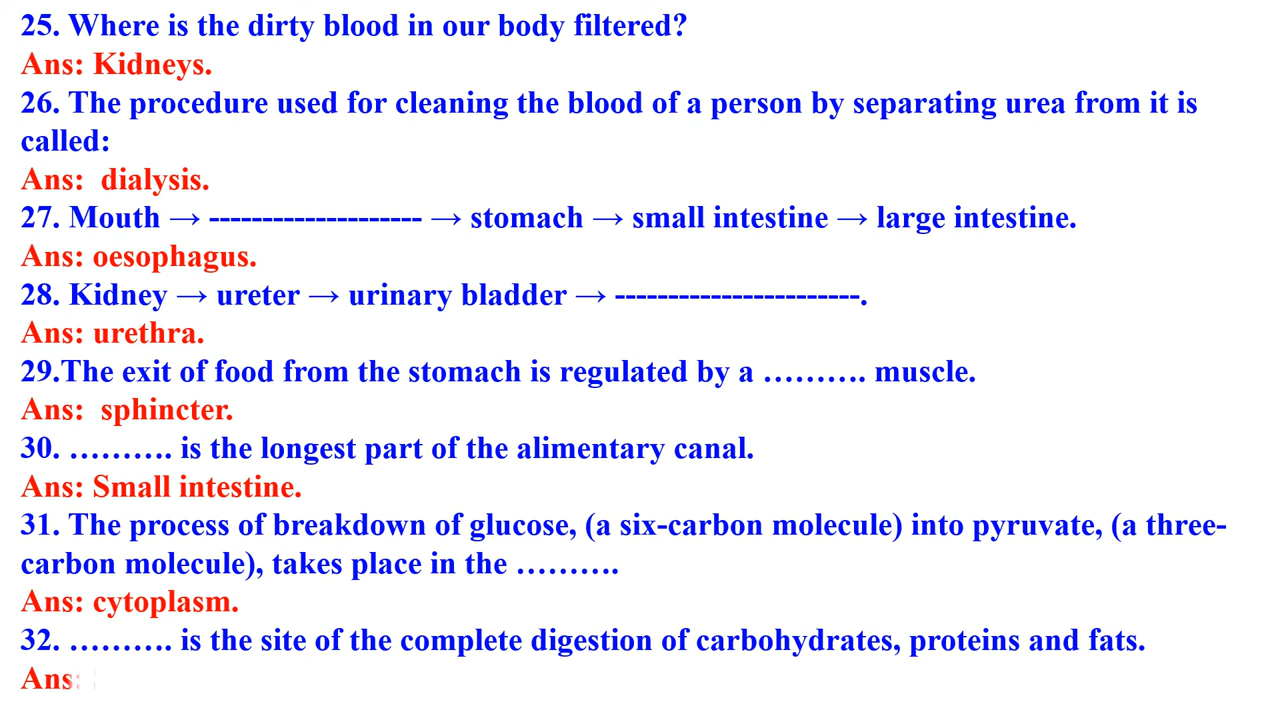 25. Where is the dirty blood in our body filtered?
Ans: Kidneys.
26. The procedure used for cleaning the blood of a person by separating urea from it is
called:
Ans:  dialysis.
27. Mouth → -------------------- → stomach → small intestine → large intestine.
Ans: oesophagus.
28. Kidney → ureter → urinary bladder → -----------------------.
Ans: urethra.
29.The exit of food from the stomach is regulated by a ………. muscle.
Ans:  sphincter.
30. ………. is the longest part of the alimentary canal.
Ans: Small intestine.
31. The process of breakdown of glucose, (a six-carbon molecule) into pyruvate, (a three-
carbon molecule), takes place in the ……….
Ans: cytoplasm.
32. ………. is the site of the complete digestion of carbohydrates, proteins and fats.
Ans: